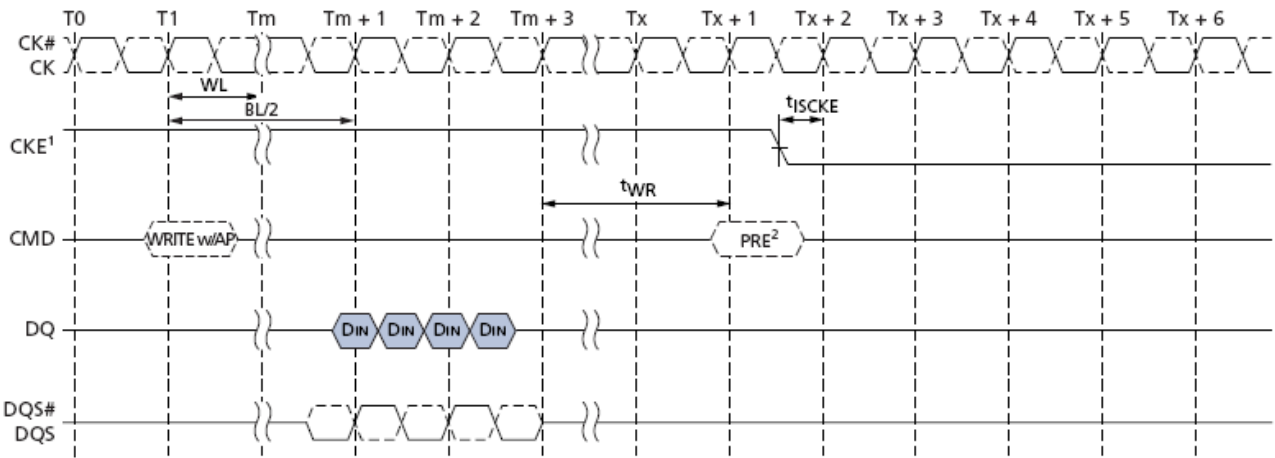 T0 T1 Tm Tm + 1 Tm + 2 Tm + 3 Tx Tx + 1 Tx + 2 Tx + 3 Tx + 4 Tx + 5 Tx + 6
CK#
CK
WL
BL/2
tISCKE
CKE1
tWR
CMD WRITE w/AP PRE2
DQ DIN DIN DIN DIN
DQS#
DQS